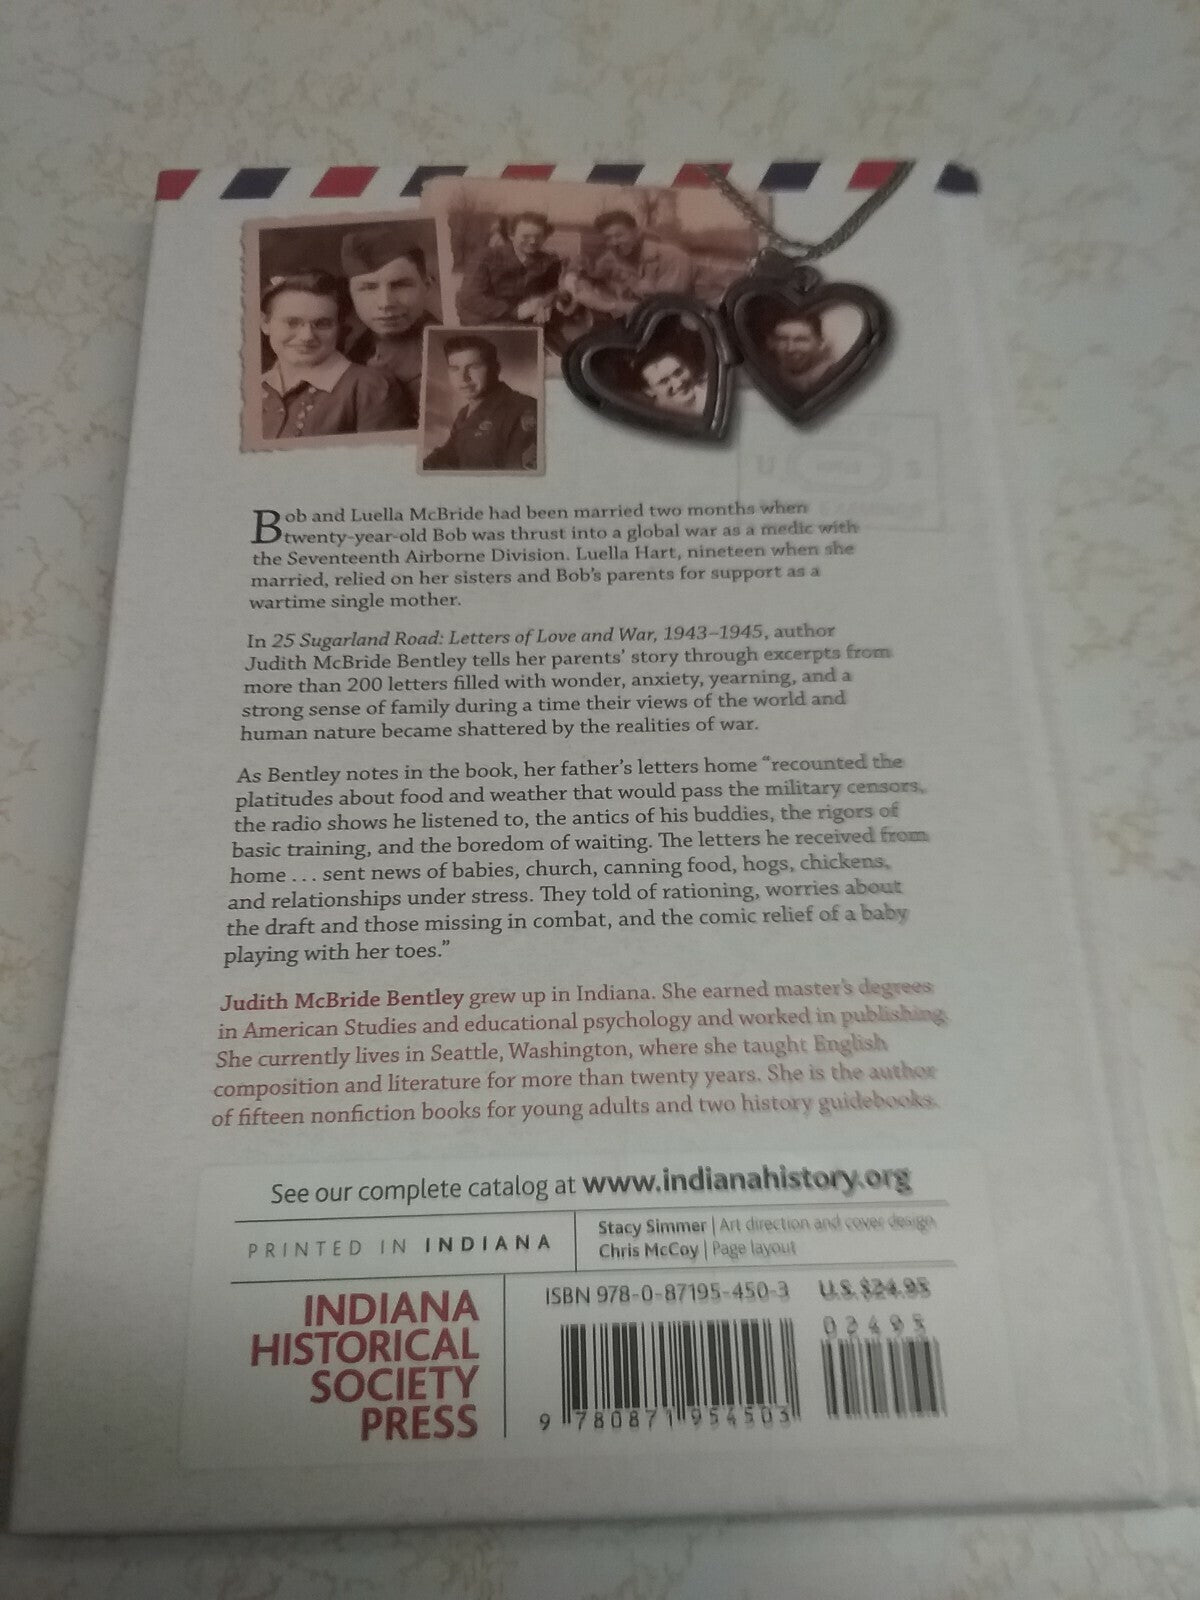 Bob and Luella McBride had been married two months when
twenty-year-old Bob was thrust into a global war as a medic with
the Seventeenth Airborne Division. Luella Hart, nineteen when she
married, relied on her sisters and Bob's parents for support as a
wartime single mother.
In 25 Sugarland Road: Letters of Love and War, 1943–1945, author
Judith McBride Bentley tells her parents' story through excerpts from
more than 200 letters filled with wonder, anxiety, yearning, and a
strong sense of family during a time their views of the world and
human nature became shattered by the realities of war.
As Bentley notes in the book, her father's letters home “recounted the
platitudes about food and weather that would pass the military censors,
the radio shows he listened to, the antics of his buddies, the rigors of
basic training, and the boredom of waiting. The letters he received from
home . . . sent news of babies, church, canning food, hogs, chickens,
and relationships under stress. They told of rationing, worries about
the draft and those missing in combat, and the comic relief of a baby
playing with her toes.”
Judith McBride Bentley grew up in Indiana. She earned master's degrees
in American Studies and educational psychology and worked in publishing.
She currently lives in Seattle, Washington, where she taught English
composition and literature for more than twenty years. She is the author
of fifteen nonfiction books for young adults and two history guidebooks.
See our complete catalog at www.indianahistory.org
PRINTED IN INDIANA
Stacy Simmer | Art direction and cover design
Chris McCoy | Page layout
INDIANA
HISTORICAL
SOCIETY
PRESS
ISBN 978-0-87195-450-3 U.S. $24.95
02495
9 780871 954503